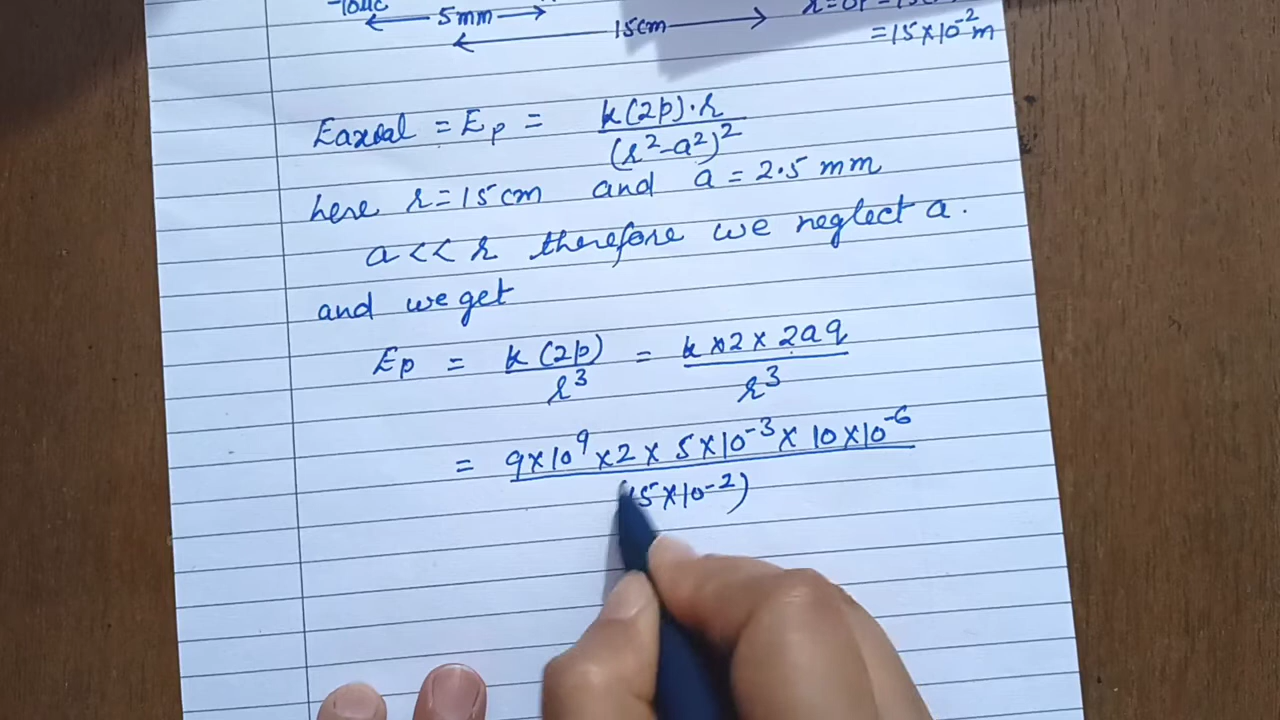 -10μC
5mm
15cm
=15×10⁻²m
Eaxial = Ep = k(2p)·r / (r²-a²)²
here r=15cm and a = 2.5 mm
a<< r therefore we neglect a.
and we get
Ep = k(2p) / r³ = k×2×2aq / r³
= 9×10⁹×2×5×10⁻³×10×10⁻⁶ / (15×10⁻²)